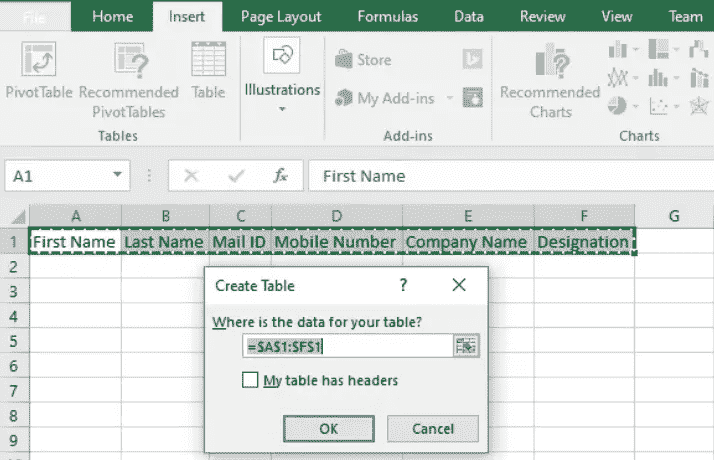 File Home Insert Page Layout Formulas Data Review View Team
PivotTable Recommended PivotTables Table Illustrations Store My Add-ins Recommended Charts
Tables Add-ins Charts
A1 fx First Name
A B C D E F G
1 First Name Last Name Mail ID Mobile Number Company Name Designation
2
3
4
5
6
7
8
9
Create Table ?
Where is the data for your table?
=$A$1:$F$1
My table has headers
OK Cancel